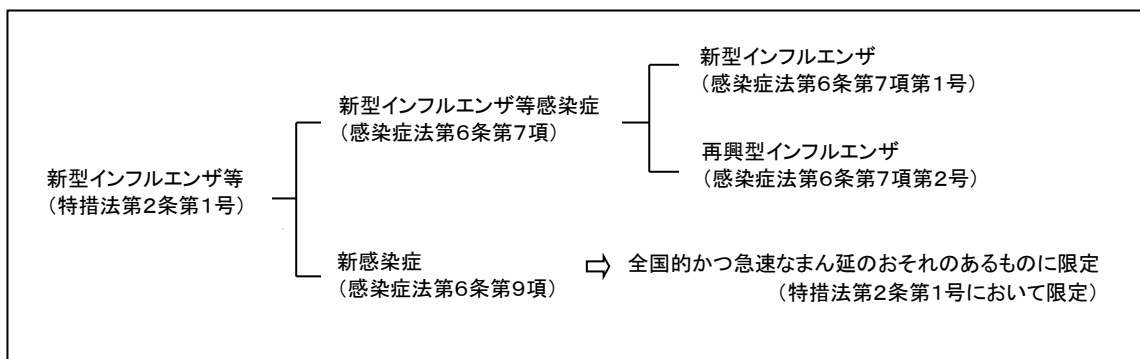 新型インフルエンザ
(感染症法第6条第7項第1号)
新型インフルエンザ等感染症
(感染症法第6条第7項)
再興型インフルエンザ
(感染症法第6条第7項第2号)
新型インフルエンザ等
(特措法第2条第1号)
新感染症
(感染症法第6条第9項)
⇨ 全国的かつ急速なまん延のおそれのあるものに限定
(特措法第2条第1号において限定)